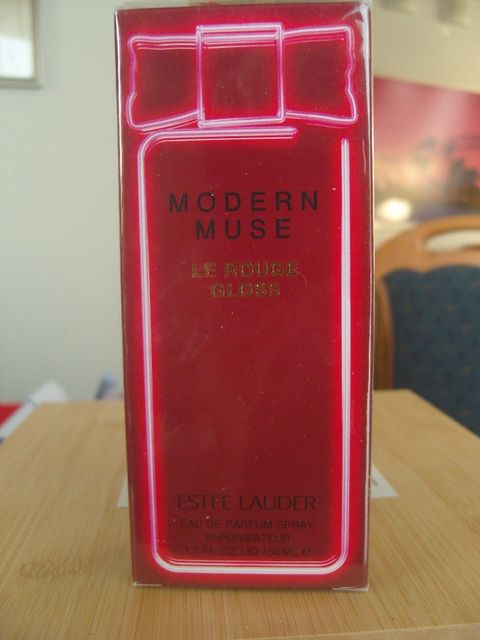 MODERN
MUSE
LE ROUGE
GLOSS
ESTEE LAUDER
EAU DE PARFUM SPRAY
VAPORISATEUR
1.7 FL.OZ.LIQ./50ML e